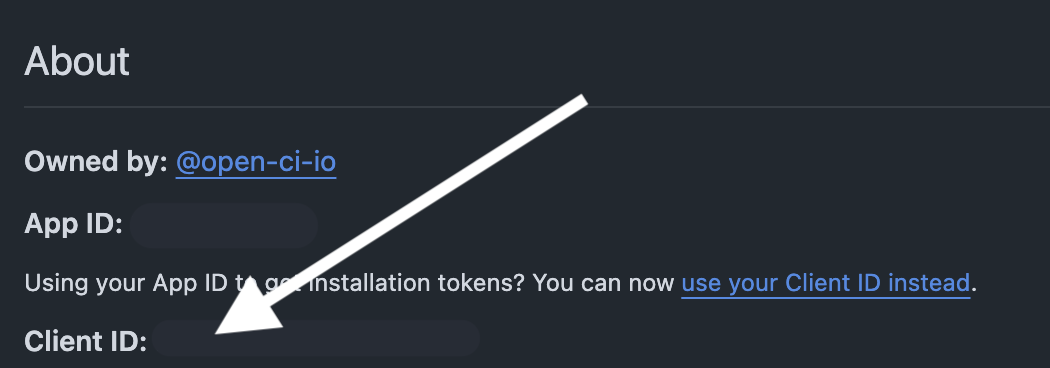 About
Owned by: @open-ci-io
App ID:
Using your App ID to get installation tokens? You can now use your Client ID instead.
Client ID: